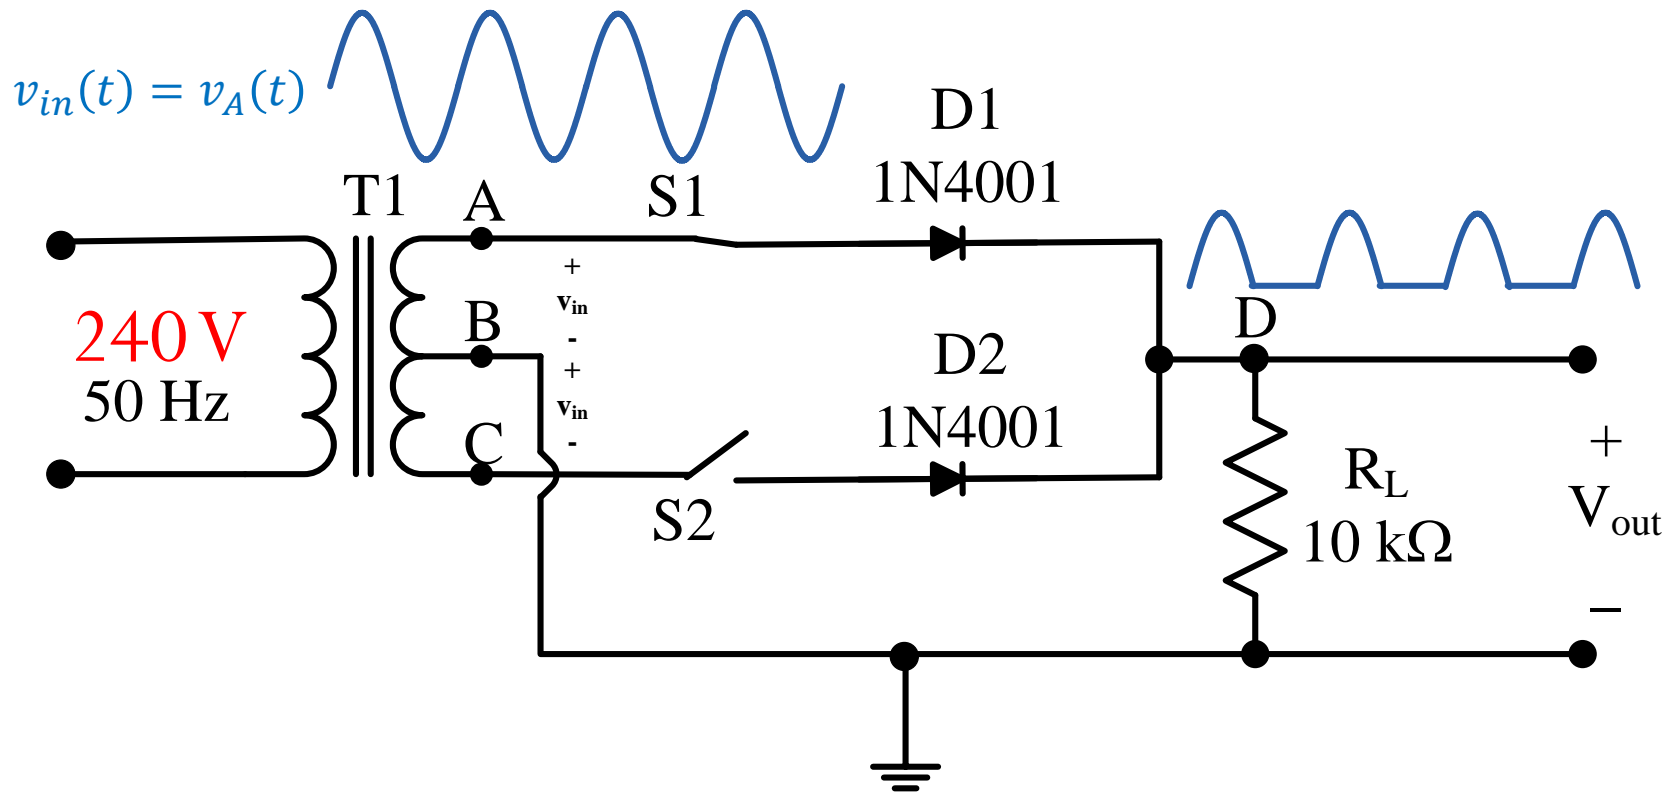 v_in(t) = v_A(t)
D1
1N4001
T1
A
S1
+
v_in
-
240 V
50 Hz
B
+
v_in
-
C
S2
D2
1N4001
D
R_L
10 kΩ
+
V_out
−